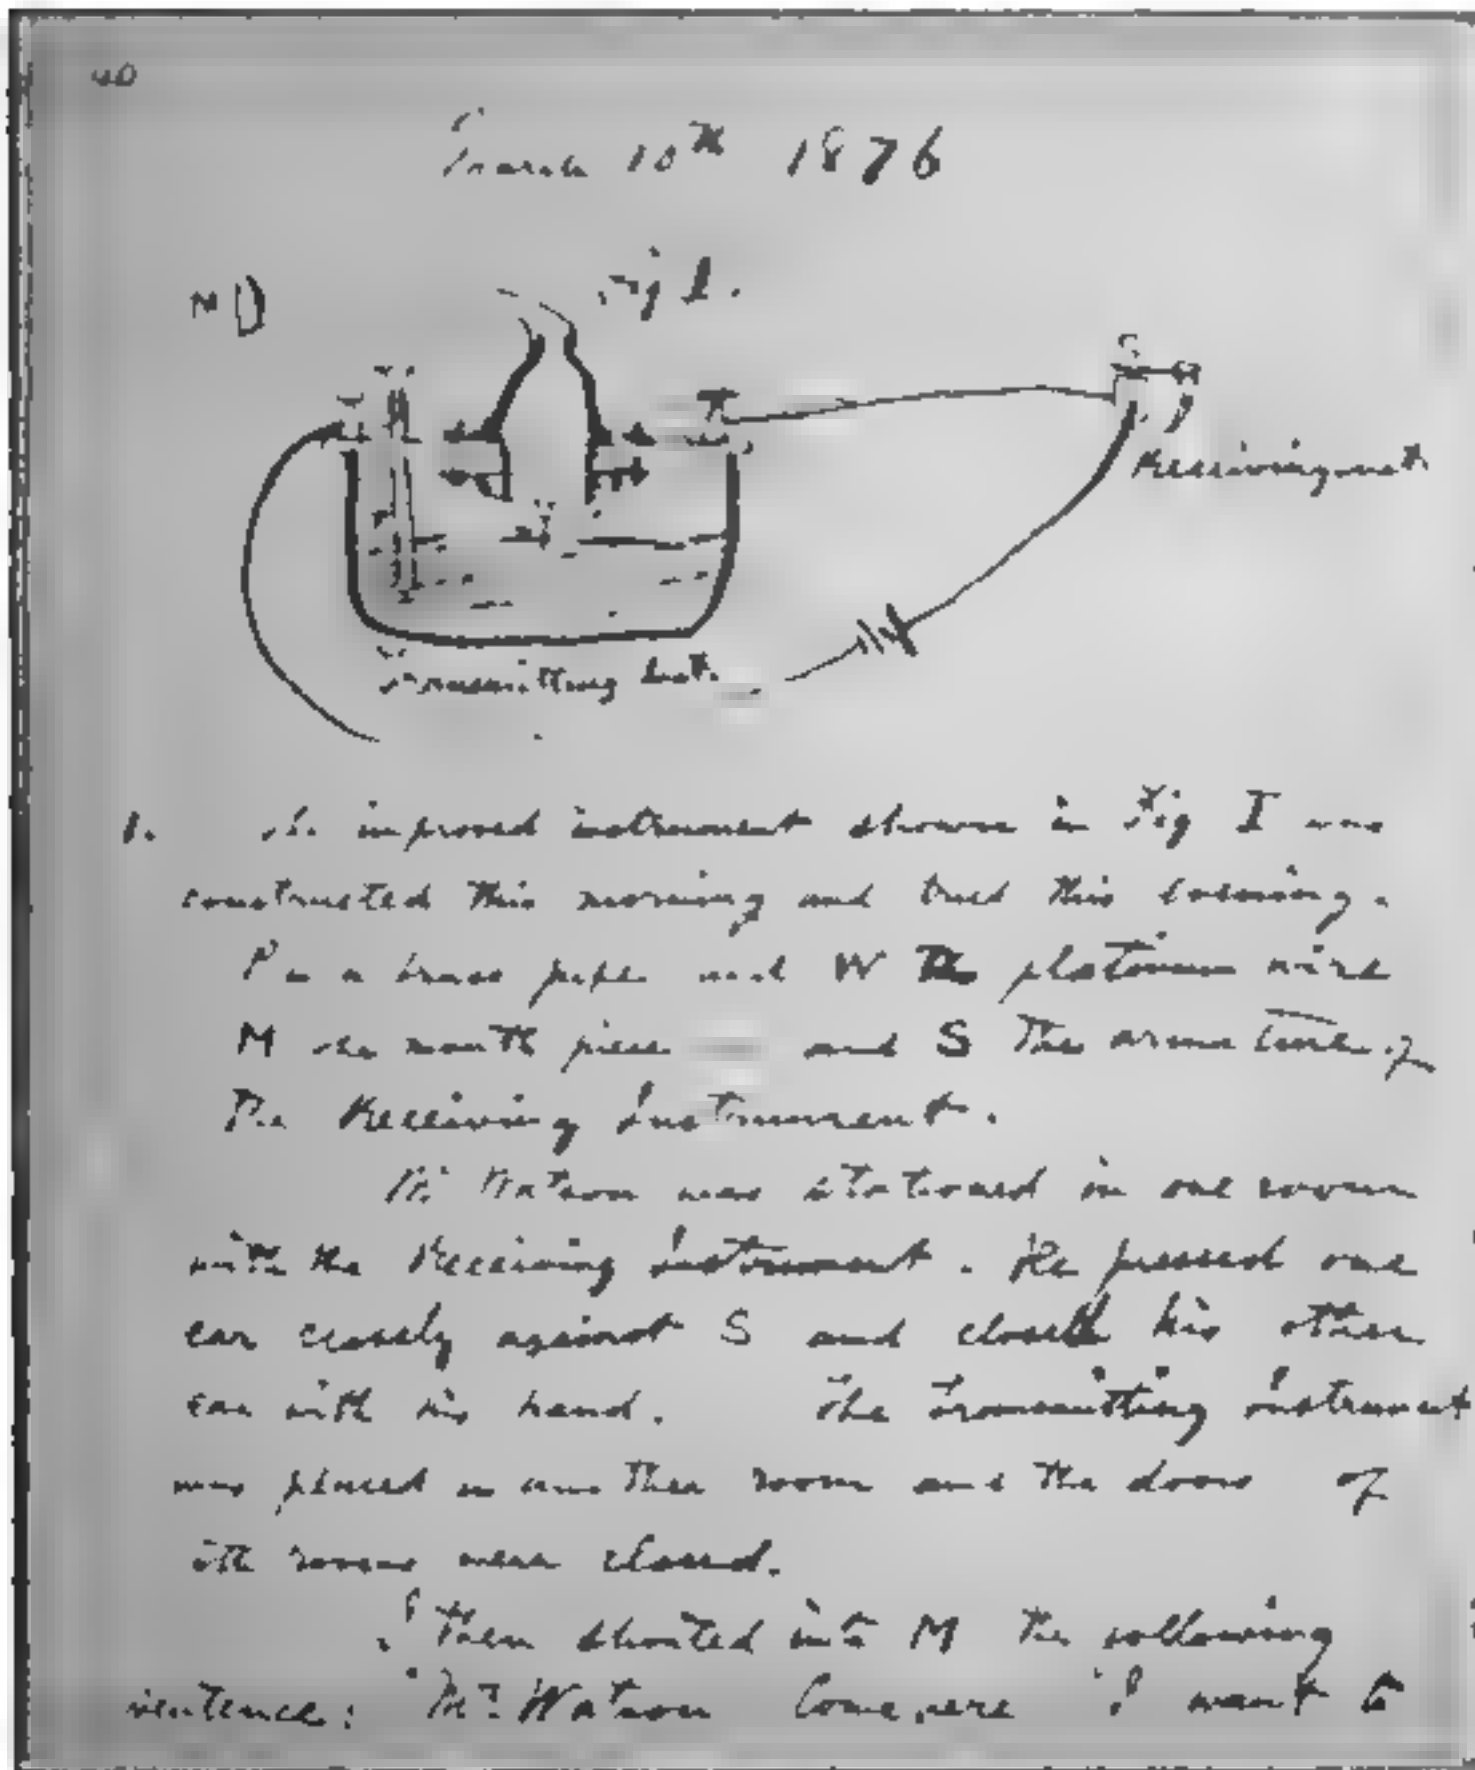 40
March 10th 1876
Fig 1.
M
Receiving Inst.
Transmitting Inst.
1. The improved instrument shown in Fig I was
constructed this morning and tried this evening.
P is a brass pipe and W the platinum wire
M the mouth piece and S the armature of
the Receiving Instrument.
Mr Watson was stationed in one room
with the Receiving Instrument. He pressed one
ear closely against S and closed his other
ear with his hand. The Transmitting Instrument
was placed in another room and the doors of
both rooms were closed.
I then shouted into M the following
sentence: "Mr. Watson Come here I want to